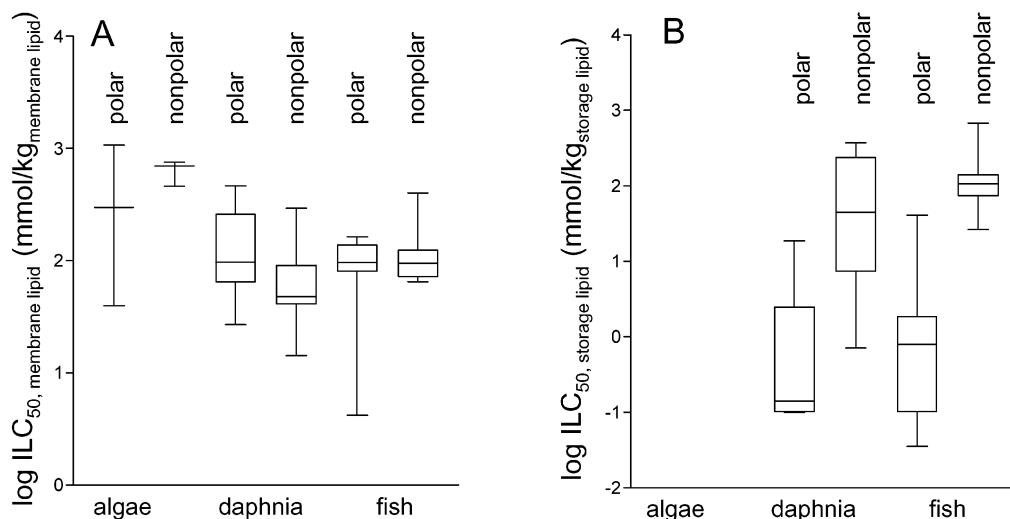 A
log ILC50, membrane lipid (mmol/kgmembrane lipid)
4
3
2
1
0
polar
nonpolar
polar
nonpolar
polar
nonpolar
algae
daphnia
fish
B
log ILC50, storage lipid (mmol/kgstorage lipid)
4
3
2
1
0
-1
-2
polar
nonpolar
polar
nonpolar
algae
daphnia
fish